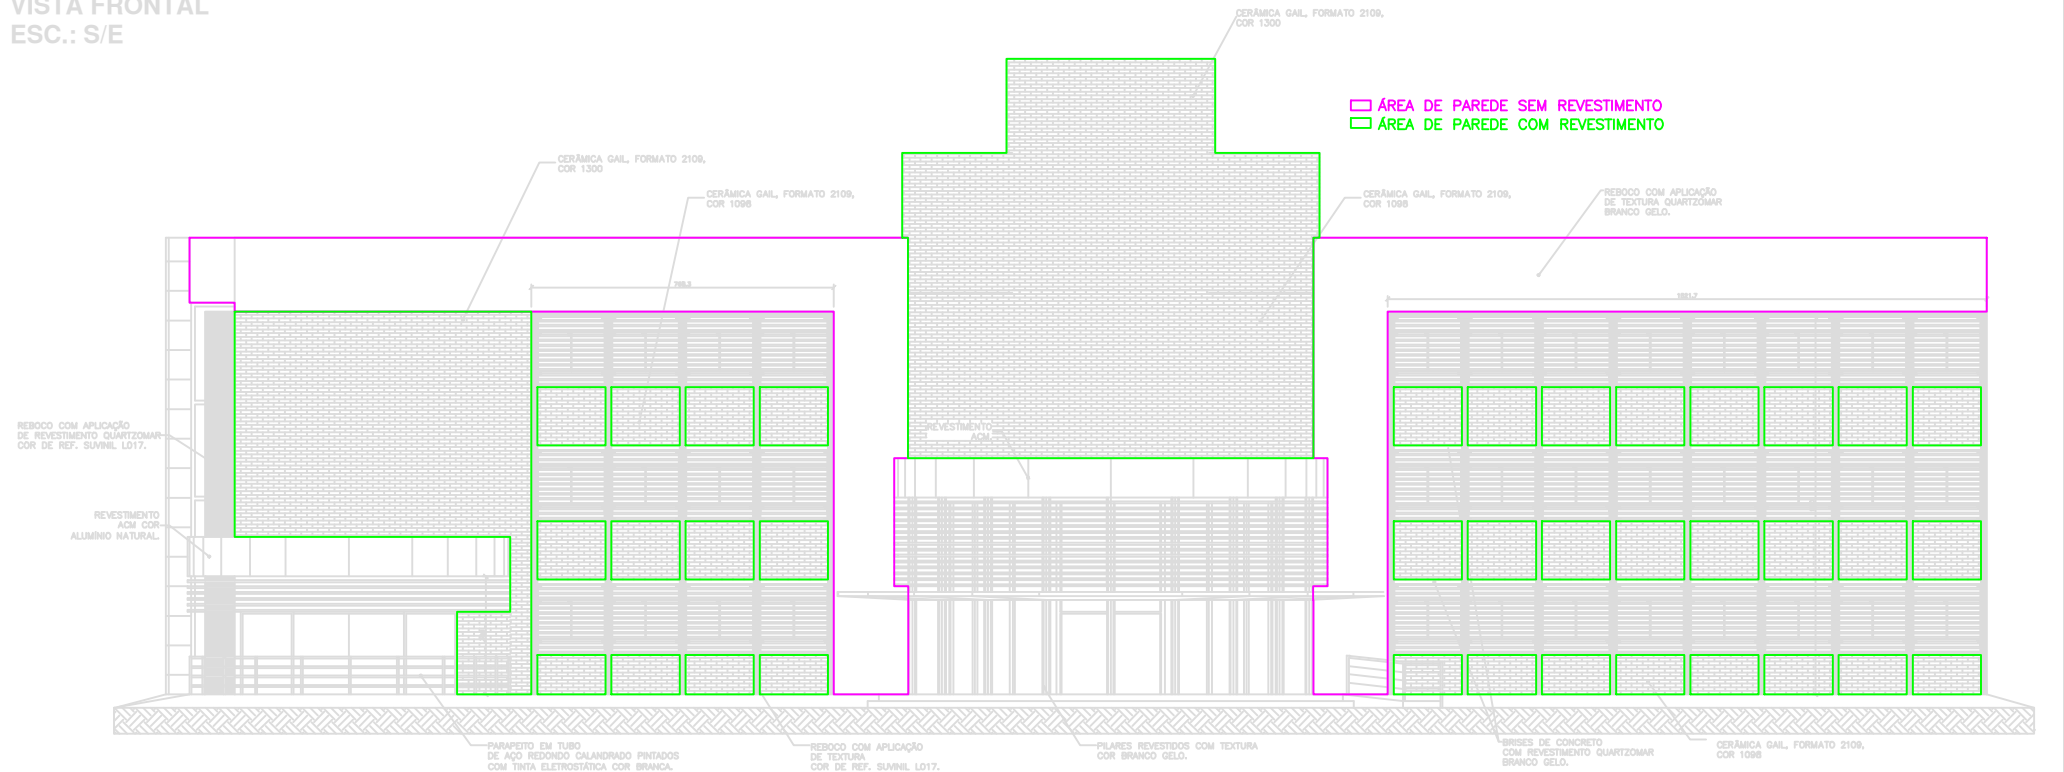 VISTA FRONTAL
ESC.: S/E
CERÂMICA GAIL, FORMATO 2109,
COR 1300
ÁREA DE PAREDE SEM REVESTIMENTO
ÁREA DE PAREDE COM REVESTIMENTO
CERÂMICA GAIL, FORMATO 2109,
COR 1300
CERÂMICA GAIL, FORMATO 2109,
COR 1098
CERÂMICA GAIL, FORMATO 2109,
COR 1098
REBOCO COM APLICAÇÃO
DE TEXTURA QUARTZOMAR
BRANCO GELO.
REBOCO COM APLICAÇÃO
DE REVESTIMENTO QUARTZOMAR
COR DE REF. SUVINIL L017.
REVESTIMENTO
ACM.
REVESTIMENTO
ACM COR
ALUMÍNIO NATURAL.
PARAPEITO EM TUBO
DE AÇO REDONDO CALANDRADO PINTADOS
COM TINTA ELETROSTÁTICA COR BRANCA.
REBOCO COM APLICAÇÃO
DE TEXTURA
COR DE REF. SUVINIL L017.
PILARES REVESTIDOS COM TEXTURA
COR BRANCO GELO.
BRISES DE CONCRETO
COM REVESTIMENTO QUARTZOMAR
BRANCO GELO.
CERÂMICA GAIL, FORMATO 2109,
COR 1098